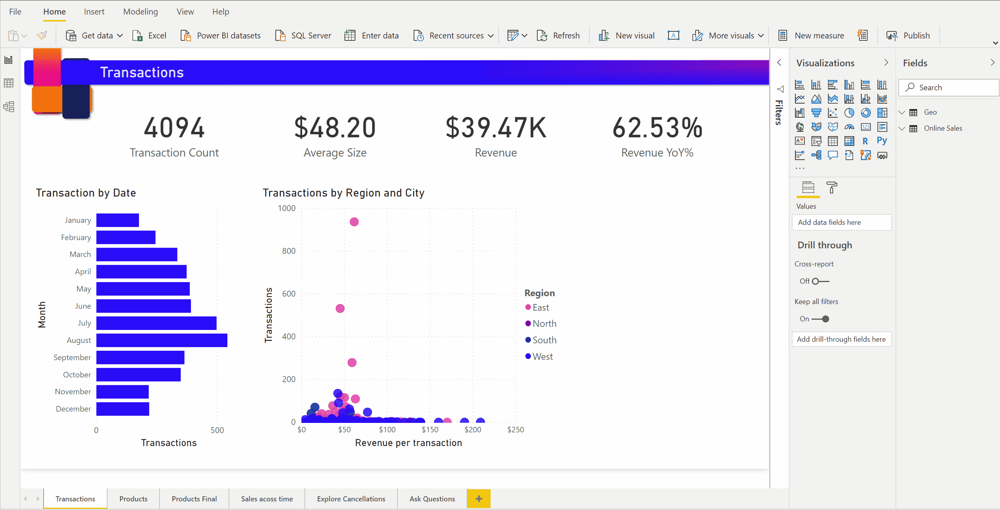 File Home Insert Modeling View Help
Get data Excel Power BI datasets SQL Server Enter data Recent sources Refresh New visual More visuals New measure Publish
Transactions
4094 $48.20 $39.47K 62.53%
Transaction Count Average Size Revenue Revenue YoY%
Transaction by Date
Month
January
February
March
April
May
June
July
August
September
October
November
December
0 500
Transactions
Transactions by Region and City
Transactions
1000
800
600
400
200
0
$0 $50 $100 $150 $200 $250
Revenue per transaction
Region
East
North
South
West
Filters
Visualizations
123
R Py
...
Values
Add data fields here
Drill through
Cross-report
Off
Keep all filters
On
Add drill-through fields here
Fields
Search
Geo
Online Sales
Transactions Products Products Final Sales acoss time Explore Cancellations Ask Questions +